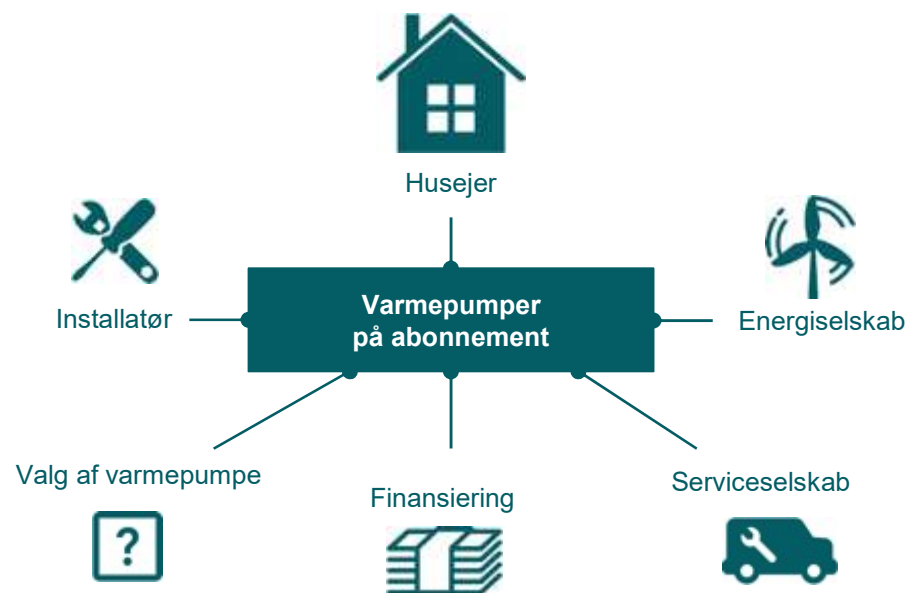 Husejer
Installatør
Varmepumper
på abonnement
Energiselskab
Valg af varmepumpe
Finansiering
Serviceselskab
?